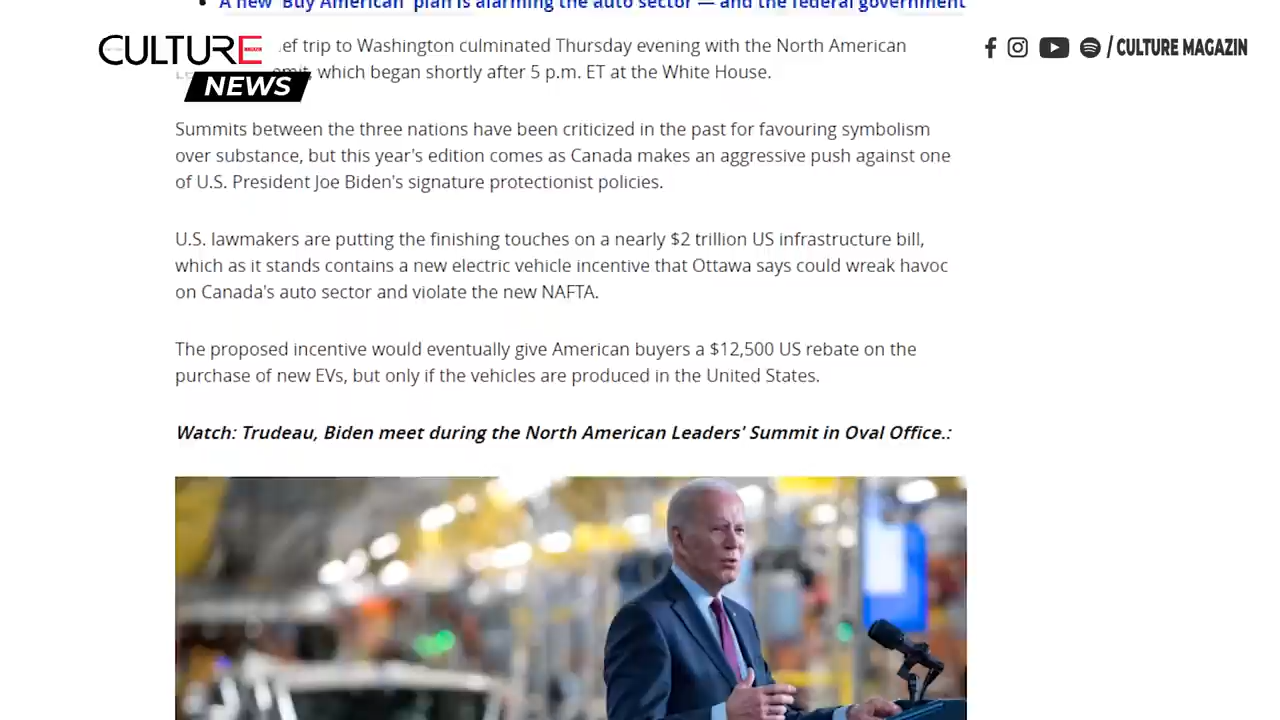 A new 'Buy American' plan is alarming the auto sector — and the federal government
CULTURE
NEWS
/ CULTURE MAGAZIN
trip to Washington culminated Thursday evening with the North American
which began shortly after 5 p.m. ET at the White House.
Summits between the three nations have been criticized in the past for favouring symbolism
over substance, but this year's edition comes as Canada makes an aggressive push against one
of U.S. President Joe Biden's signature protectionist policies.
U.S. lawmakers are putting the finishing touches on a nearly $2 trillion US infrastructure bill,
which as it stands contains a new electric vehicle incentive that Ottawa says could wreak havoc
on Canada's auto sector and violate the new NAFTA.
The proposed incentive would eventually give American buyers a $12,500 US rebate on the
purchase of new EVs, but only if the vehicles are produced in the United States.
Watch: Trudeau, Biden meet during the North American Leaders' Summit in Oval Office.: